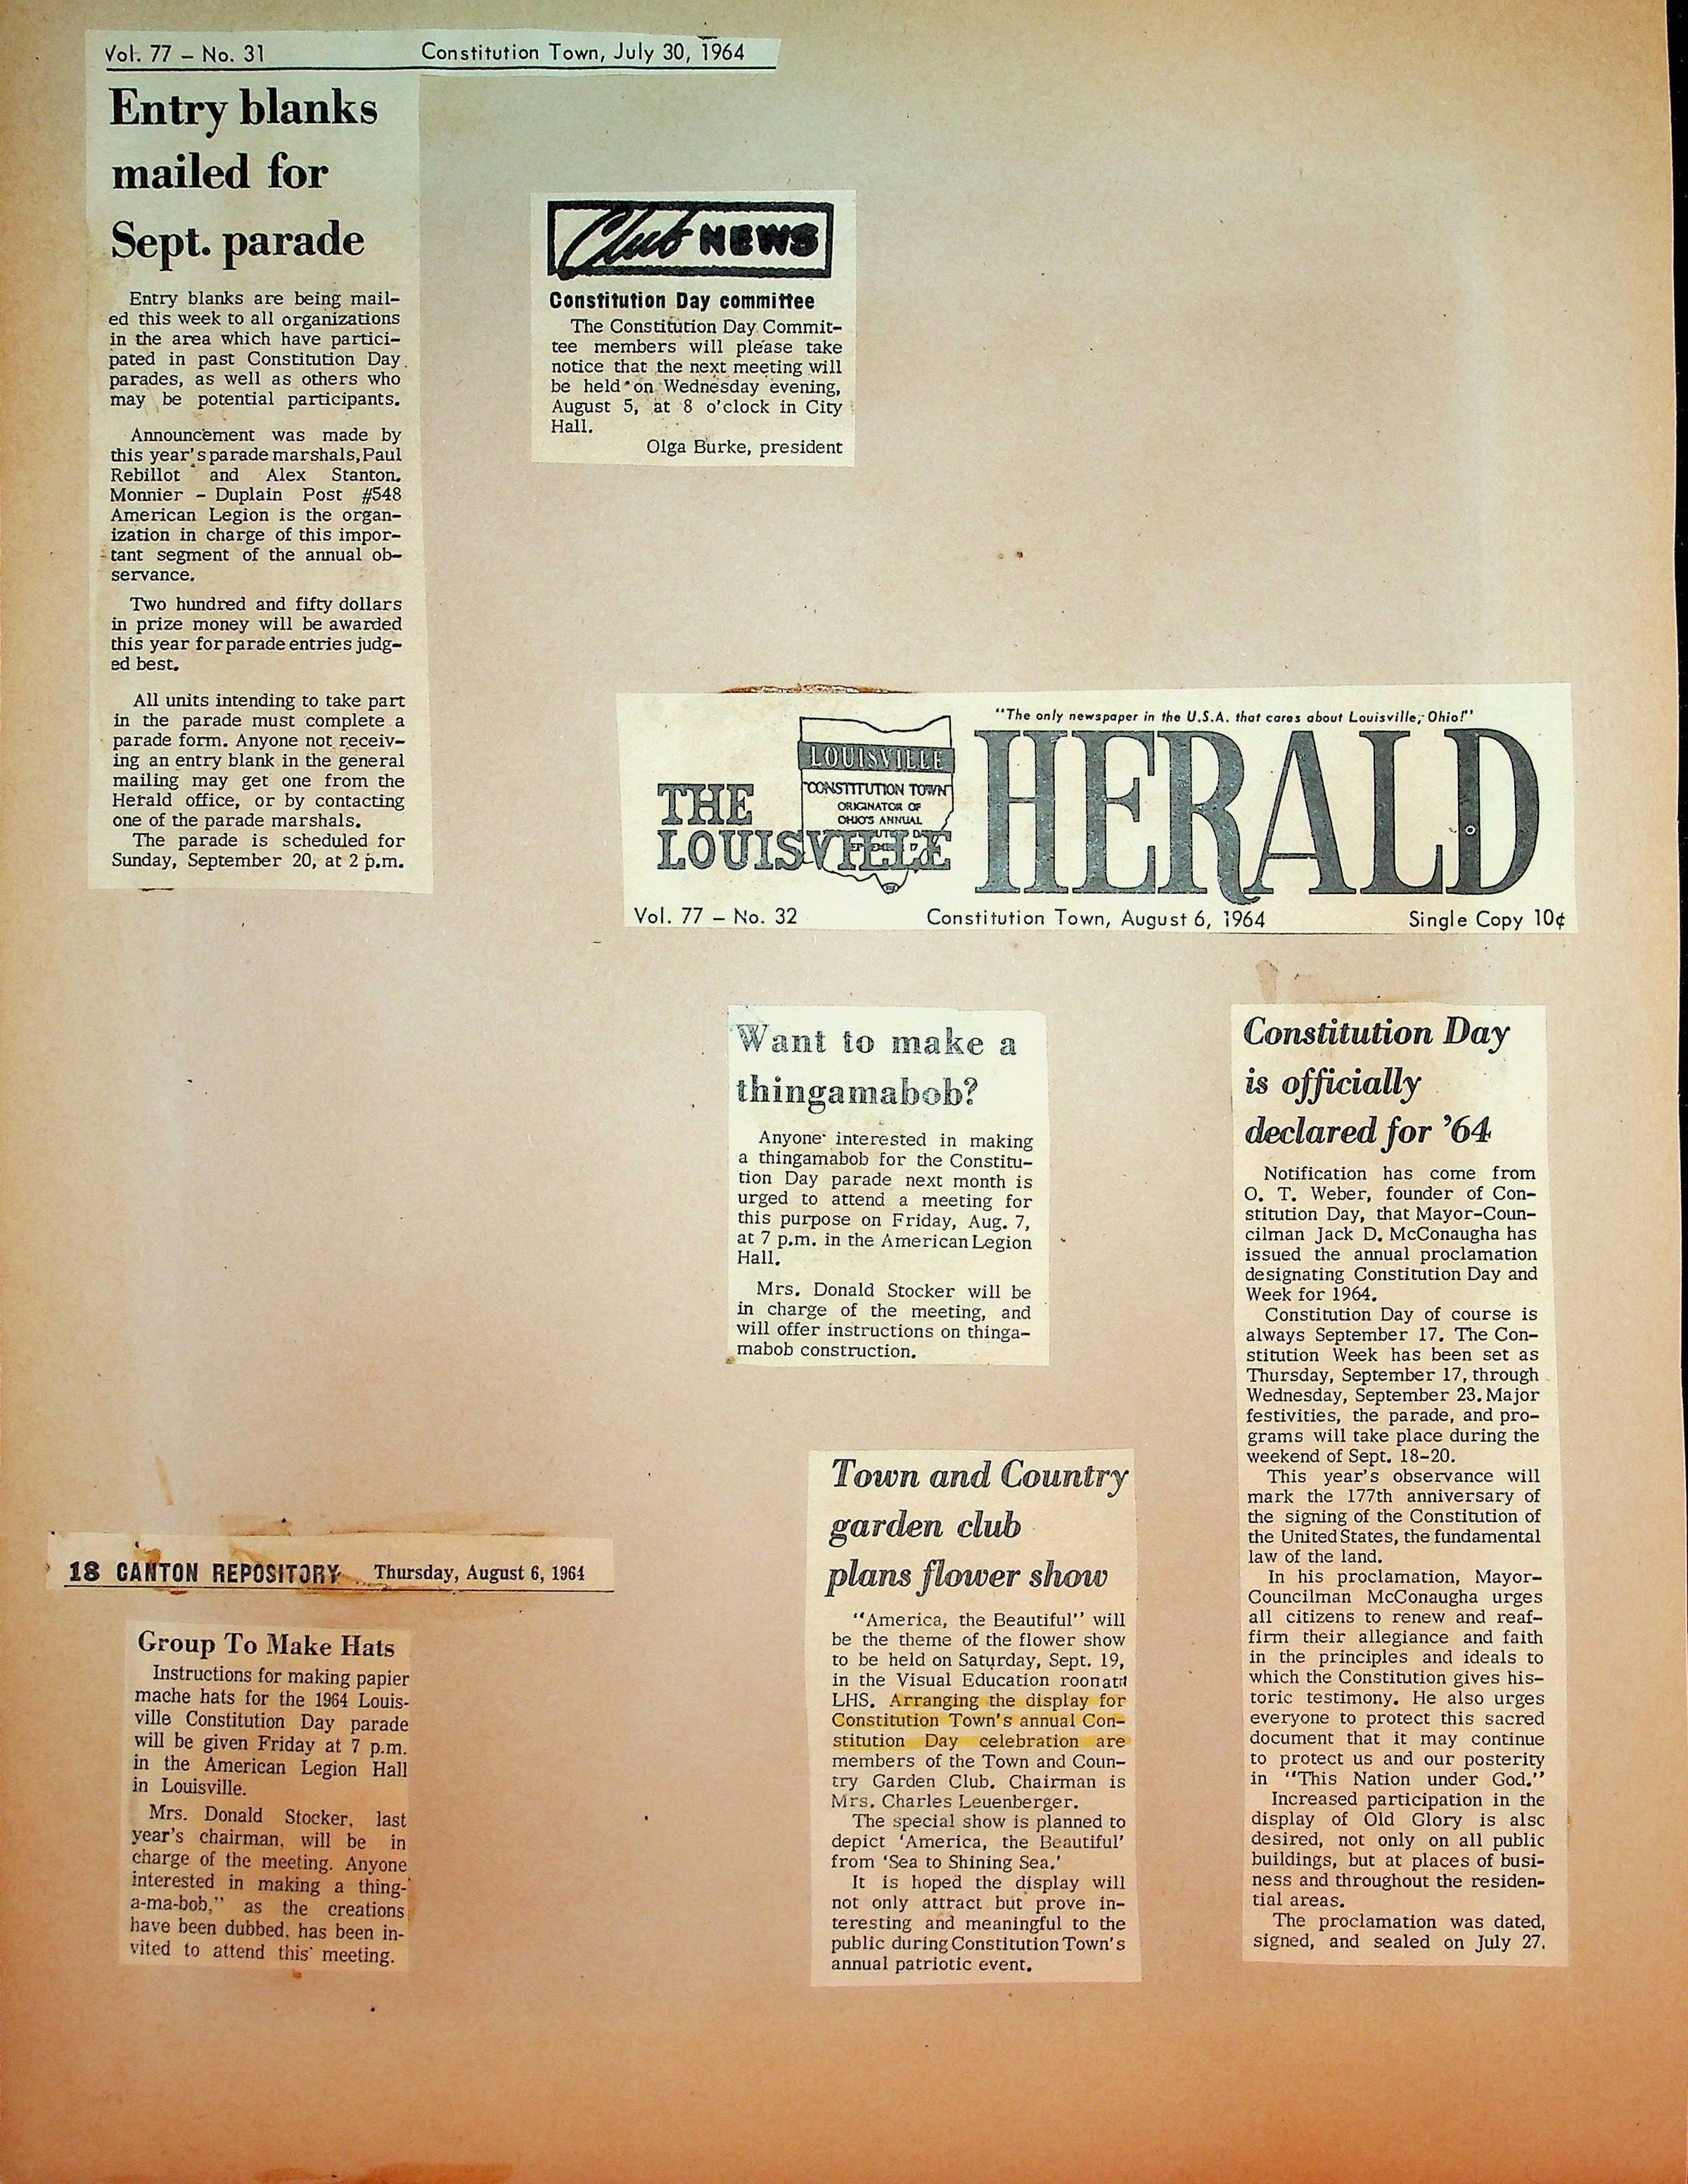 Vol. 77 – No. 31 Constitution Town, July 30, 1964
Entry blanks
mailed for
Sept. parade
Entry blanks are being mail-
ed this week to all organizations
in the area which have partici-
pated in past Constitution Day
parades, as well as others who
may be potential participants.
Announcement was made by
this year's parade marshals, Paul
Rebillot and Alex Stanton.
Monnier - Duplain Post #548
American Legion is the organ-
ization in charge of this impor-
tant segment of the annual ob-
servance.
Two hundred and fifty dollars
in prize money will be awarded
this year for parade entries judg-
ed best.
All units intending to take part
in the parade must complete a
parade form. Anyone not receiv-
ing an entry blank in the general
mailing may get one from the
Herald office, or by contacting
one of the parade marshals.
The parade is scheduled for
Sunday, September 20, at 2 p.m.
Club NEWS
Constitution Day committee
The Constitution Day Commit-
tee members will please take
notice that the next meeting will
be held on Wednesday evening,
August 5, at 8 o'clock in City
Hall.
Olga Burke, president
"The only newspaper in the U.S.A. that cares about Louisville, Ohio!"
THE
LOUISVILLE
HERALD
LOUISVILLE
CONSTITUTION TOWN
ORIGINATOR OF
OHIO'S ANNUAL
Vol. 77 – No. 32 Constitution Town, August 6, 1964 Single Copy 10¢
Want to make a
thingamabob?
Anyone interested in making
a thingamabob for the Constitu-
tion Day parade next month is
urged to attend a meeting for
this purpose on Friday, Aug. 7,
at 7 p.m. in the American Legion
Hall.
Mrs. Donald Stocker will be
in charge of the meeting, and
will offer instructions on thinga-
mabob construction.
Constitution Day
is officially
declared for '64
Notification has come from
O. T. Weber, founder of Con-
stitution Day, that Mayor-Coun-
cilman Jack D. McConaugha has
issued the annual proclamation
designating Constitution Day and
Week for 1964.
Constitution Day of course is
always September 17. The Con-
stitution Week has been set as
Thursday, September 17, through
Wednesday, September 23. Major
festivities, the parade, and pro-
grams will take place during the
weekend of Sept. 18-20.
This year's observance will
mark the 177th anniversary of
the signing of the Constitution of
the United States, the fundamental
law of the land.
In his proclamation, Mayor-
Councilman McConaugha urges
all citizens to renew and reaf-
firm their allegiance and faith
in the principles and ideals to
which the Constitution gives his-
toric testimony. He also urges
everyone to protect this sacred
document that it may continue
to protect us and our posterity
in "This Nation under God."
Increased participation in the
display of Old Glory is also
desired, not only on all public
buildings, but at places of busi-
ness and throughout the residen-
tial areas.
The proclamation was dated,
signed, and sealed on July 27.
Town and Country
garden club
plans flower show
"America, the Beautiful" will
be the theme of the flower show
to be held on Saturday, Sept. 19,
in the Visual Education
LHS. Arranging the display for
Constitution Town's annual Con-
stitution Day celebration are
members of the Town and Coun-
try Garden Club. Chairman is
Mrs. Charles Leuenberger.
The special show is planned to
depict 'America, the Beautiful'
from 'Sea to Shining Sea.'
It is hoped the display will
not only attract but prove in-
teresting and meaningful to the
public during Constitution Town's
annual patriotic event.
18 CANTON REPOSITORY Thursday, August 6, 1964
Group To Make Hats
Instructions for making papier
mache hats for the 1964 Louis-
ville Constitution Day parade
will be given Friday at 7 p.m.
in the American Legion Hall
in Louisville.
Mrs. Donald Stocker, last
year's chairman, will be in
charge of the meeting. Anyone
interested in making a thing-
a-ma-bob," as the creations
have been dubbed, has been in-
vited to attend this meeting.